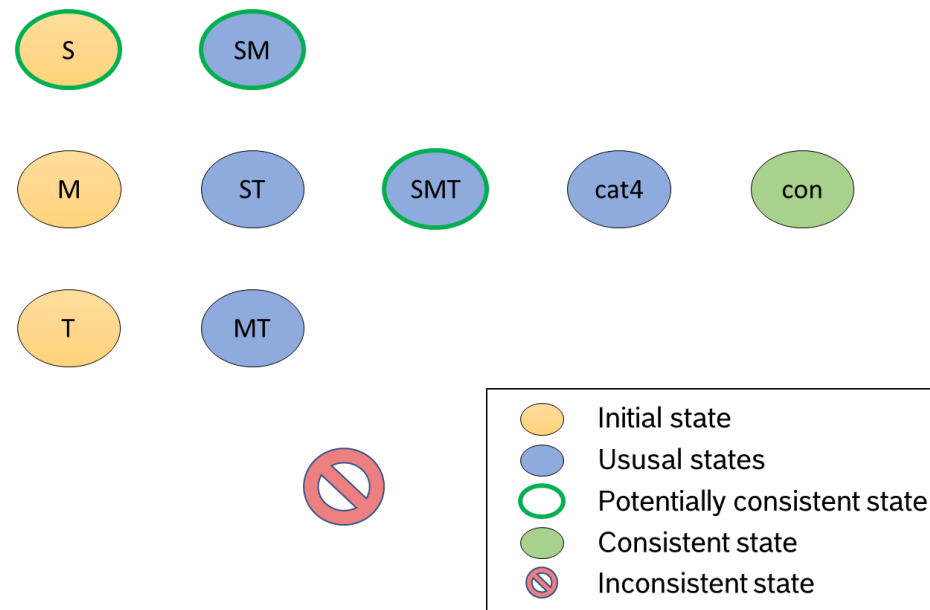 S
SM
M
ST
SMT
cat4
con
T
MT
Initial state
Ususal states
Potentially consistent state
Consistent state
Inconsistent state